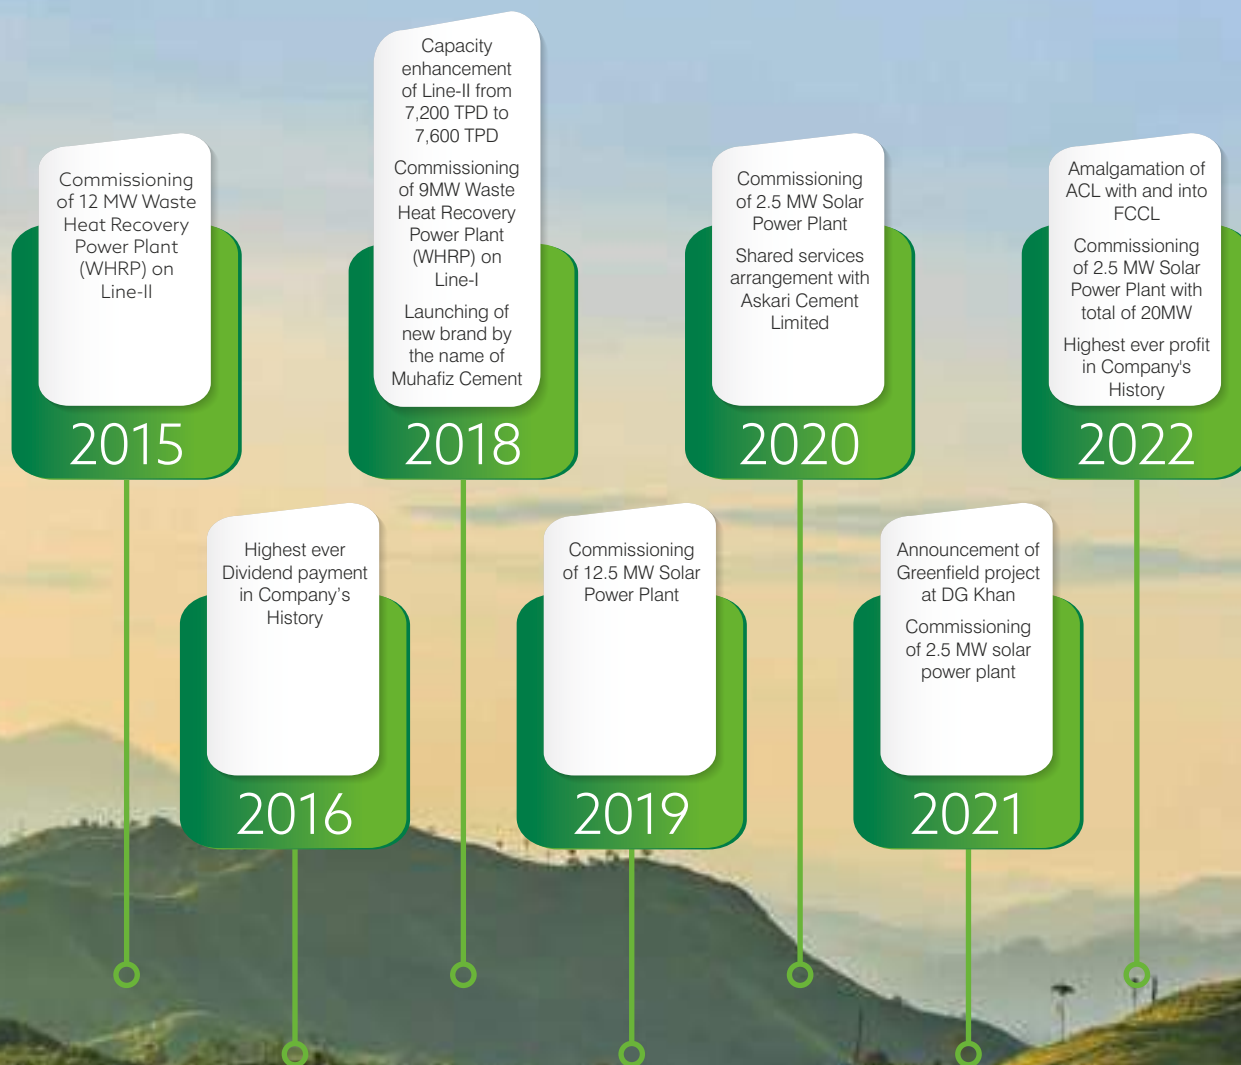 Commissioning
of 12 MW Waste
Heat Recovery
Power Plant
(WHRP) on
Line-II
2015
Highest ever
Dividend payment
in Company's
History
2016
Capacity
enhancement
of Line-II from
7,200 TPD to
7,600 TPD
Commissioning
of 9MW Waste
Heat Recovery
Power Plant
(WHRP) on
Line-I
Launching of
new brand by
the name of
Muhafiz Cement
2018
Commissioning
of 12.5 MW Solar
Power Plant
2019
Commissioning
of 2.5 MW Solar
Power Plant
Shared services
arrangement with
Askari Cement
Limited
2020
Announcement of
Greenfield project
at DG Khan
Commissioning
of 2.5 MW solar
power plant
2021
Amalgamation of
ACL with and into
FCCL
Commissioning
of 2.5 MW Solar
Power Plant with
total of 20MW
Highest ever profit
in Company's
History
2022